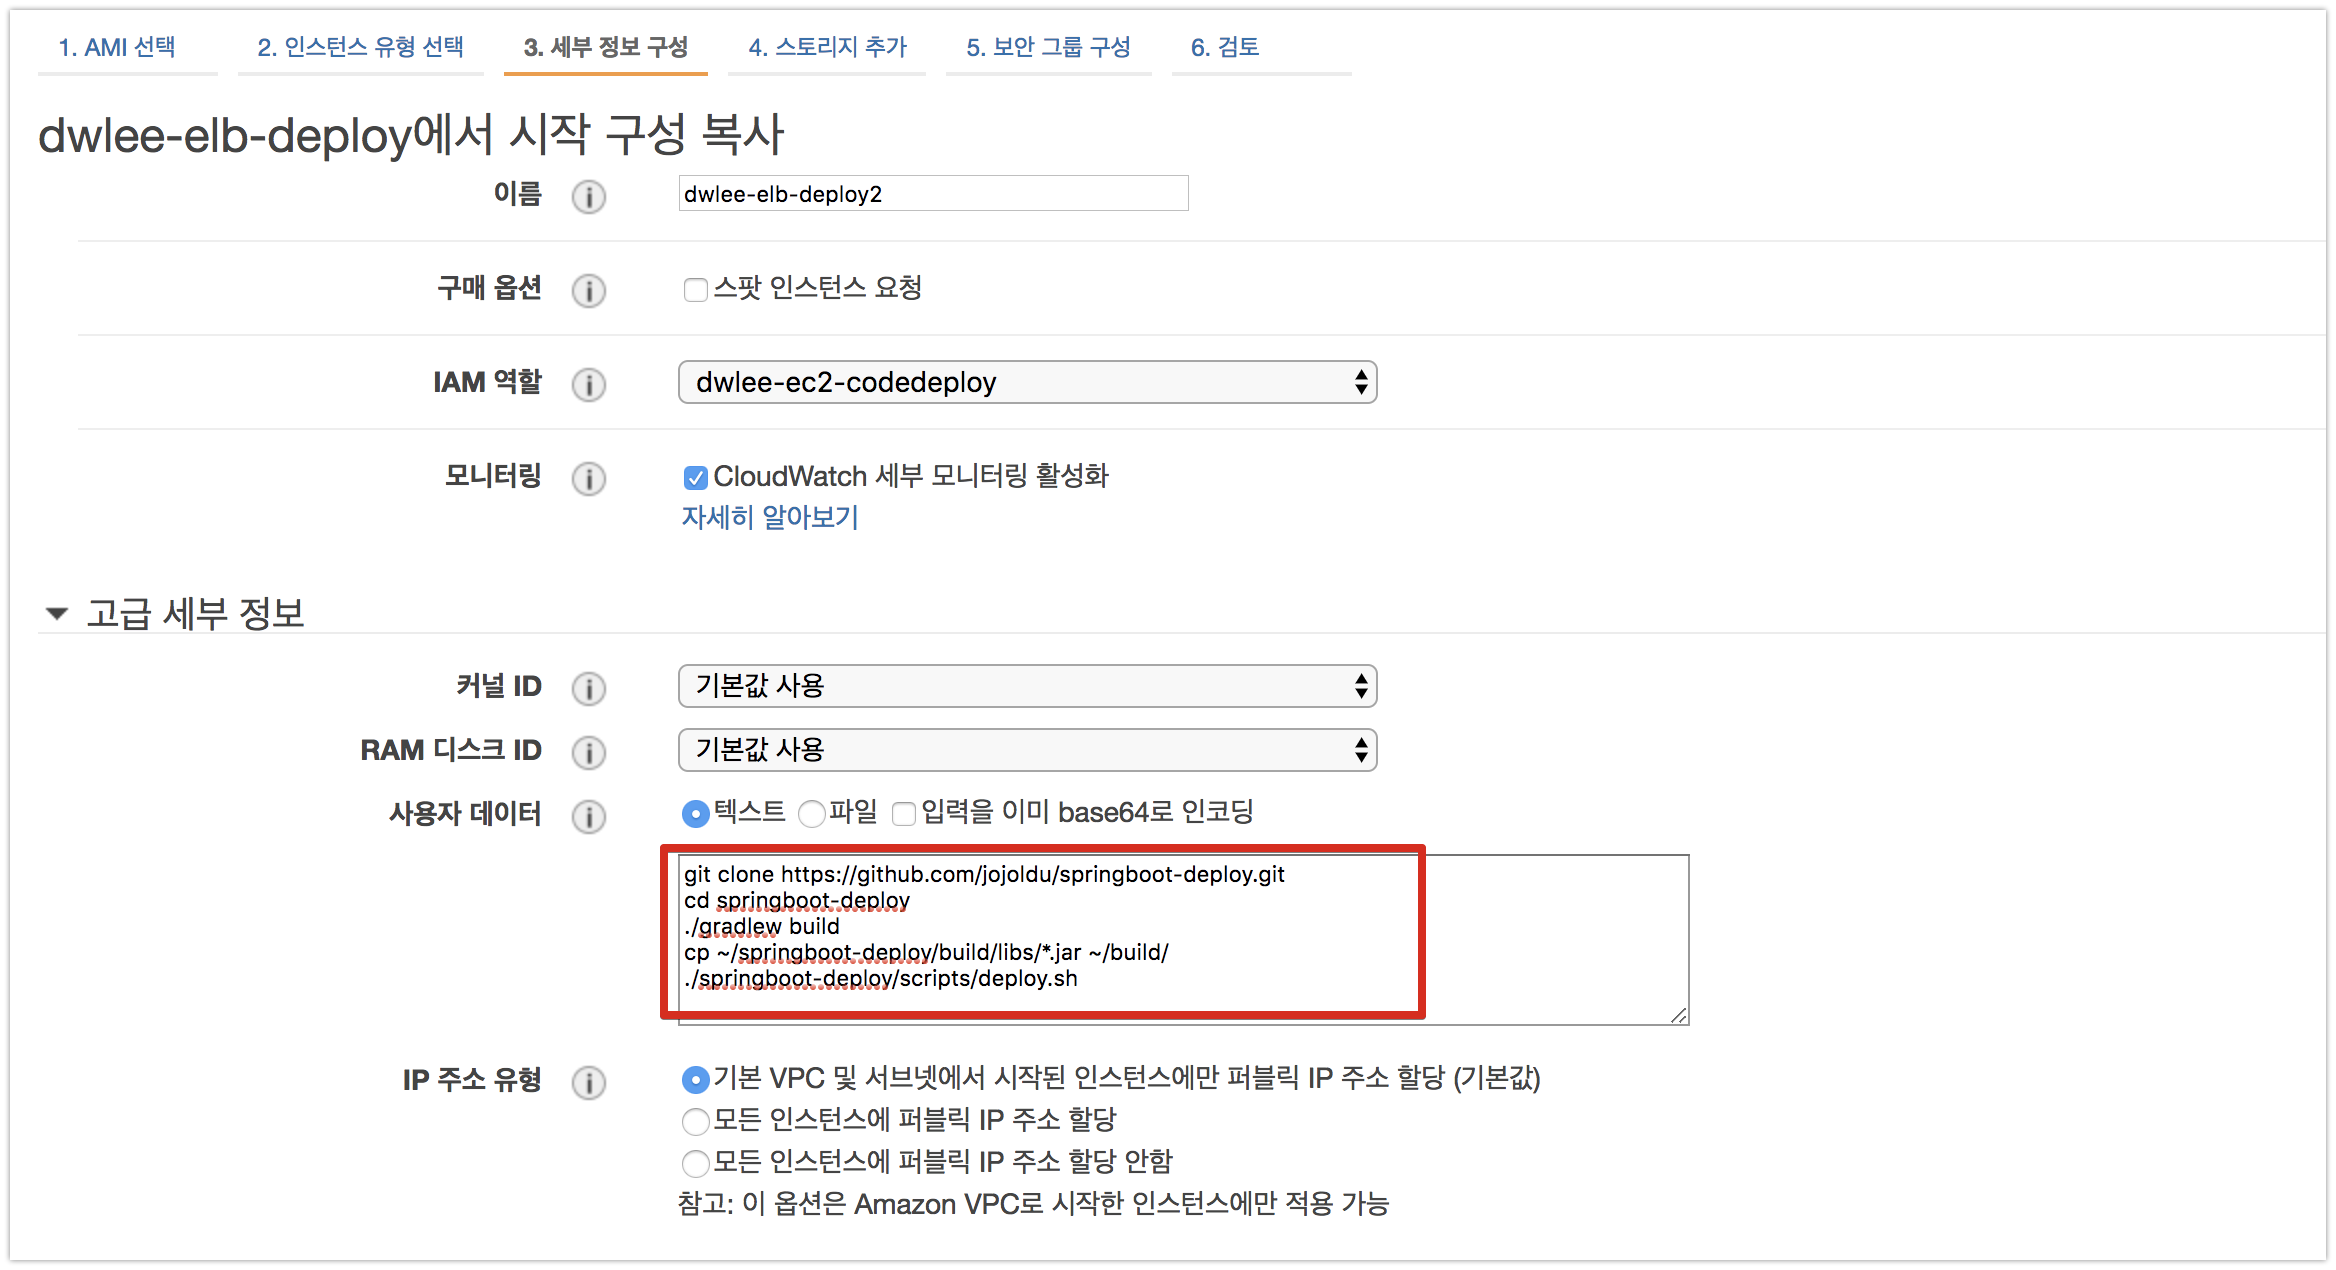 1. AMI 선택 2. 인스턴스 유형 선택 3. 세부 정보 구성 4. 스토리지 추가 5. 보안 그룹 구성 6. 검토
dwlee-elb-deploy에서 시작 구성 복사
이름 dwlee-elb-deploy2
구매 옵션 스팟 인스턴스 요청
IAM 역할 dwlee-ec2-codedeploy
모니터링 CloudWatch 세부 모니터링 활성화
자세히 알아보기
고급 세부 정보
커널 ID 기본값 사용
RAM 디스크 ID 기본값 사용
사용자 데이터 텍스트 파일 입력을 이미 base64로 인코딩
git clone https://github.com/jojoldu/springboot-deploy.git
cd springboot-deploy
./gradlew build
cp ~/springboot-deploy/build/libs/*.jar ~/build/
./springboot-deploy/scripts/deploy.sh
IP 주소 유형 기본 VPC 및 서브넷에서 시작된 인스턴스에만 퍼블릭 IP 주소 할당 (기본값)
모든 인스턴스에 퍼블릭 IP 주소 할당
모든 인스턴스에 퍼블릭 IP 주소 할당 안함
참고: 이 옵션은 Amazon VPC로 시작한 인스턴스에만 적용 가능